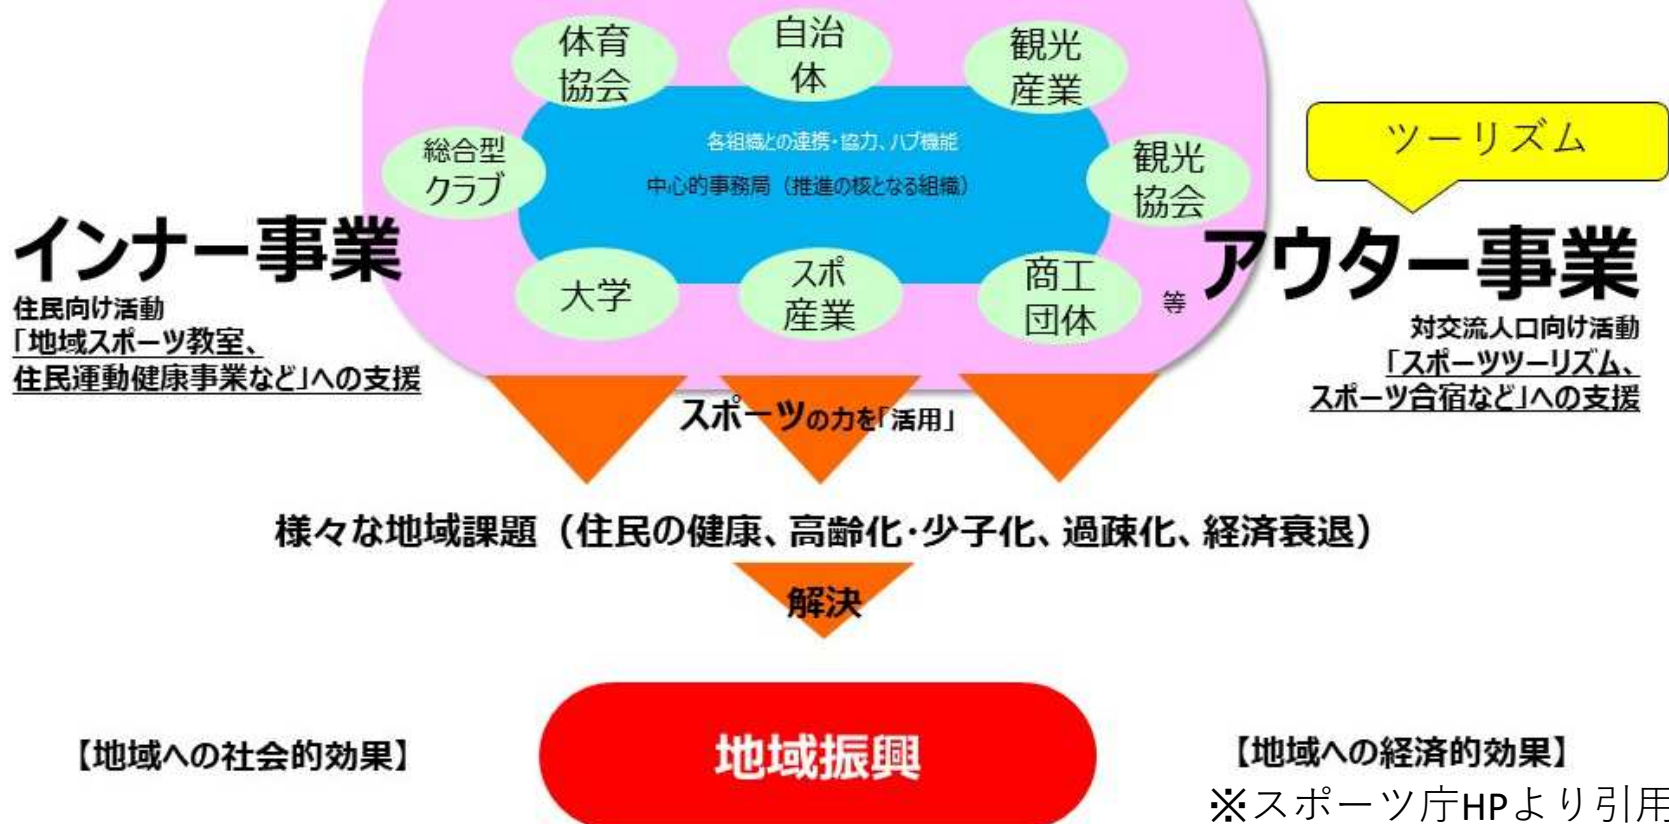 体育
協会
自治
体
観光
産業
ツーリズム
各組織との連携・協力、ハブ機能
中心的事務局（推進の核となる組織）
総合型
クラブ
観光
協会
インナー事業
住民向け活動
「地域スポーツ教室、
住民運動健康事業など」への支援
大学
スポ
産業
商工
団体
等
アウター事業
対交流人口向け活動
「スポーツツーリズム、
スポーツ合宿など」への支援
スポーツの力を「活用」
様々な地域課題（住民の健康、高齢化・少子化、過疎化、経済衰退）
解決
【地域への社会的効果】
地域振興
【地域への経済的効果】
※スポーツ庁HPより引用